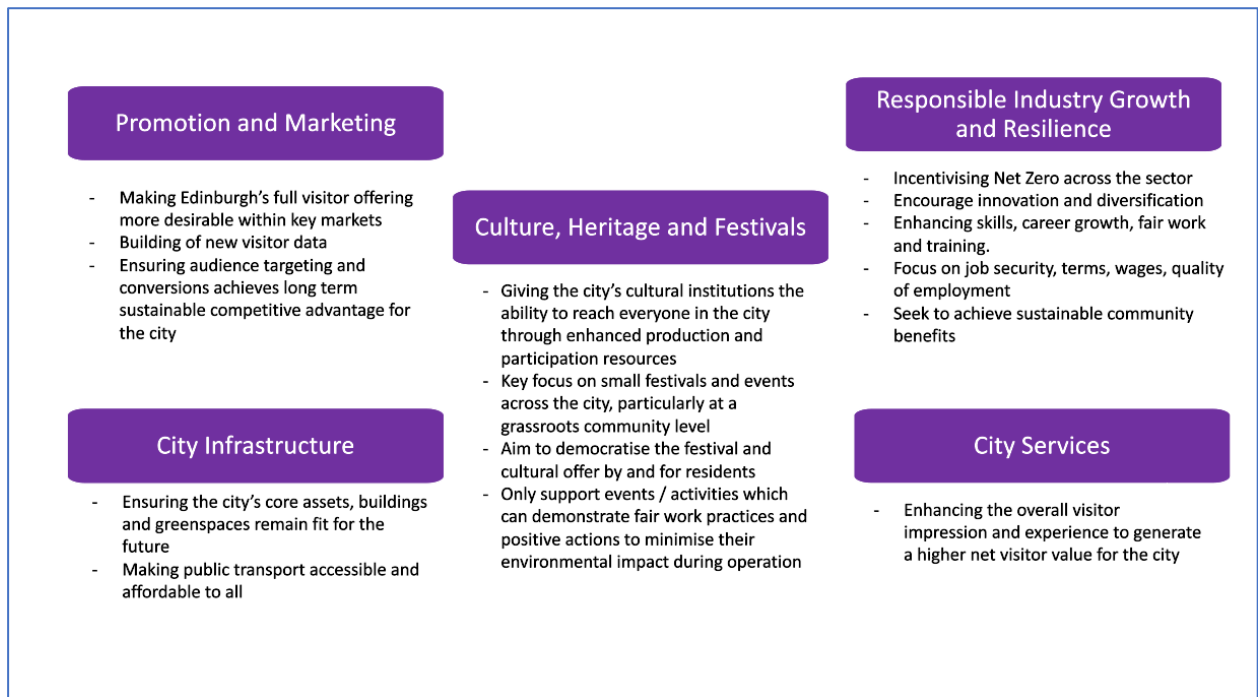 Promotion and Marketing
- Making Edinburgh's full visitor offering
more desirable within key markets
- Building of new visitor data
- Ensuring audience targeting and
conversions achieves long term
sustainable competitive advantage for
the city
City Infrastructure
- Ensuring the city's core assets, buildings
and greenspaces remain fit for the
future
- Making public transport accessible and
affordable to all
Culture, Heritage and Festivals
- Giving the city's cultural institutions the
ability to reach everyone in the city
through enhanced production and
participation resources
- Key focus on small festivals and events
across the city, particularly at a
grassroots community level
- Aim to democratise the festival and
cultural offer by and for residents
- Only support events / activities which
can demonstrate fair work practices and
positive actions to minimise their
environmental impact during operation
Responsible Industry Growth
and Resilience
- Incentivising Net Zero across the sector
- Encourage innovation and diversification
- Enhancing skills, career growth, fair work
and training.
- Focus on job security, terms, wages, quality
of employment
- Seek to achieve sustainable community
benefits
City Services
- Enhancing the overall visitor
impression and experience to generate
a higher net visitor value for the city